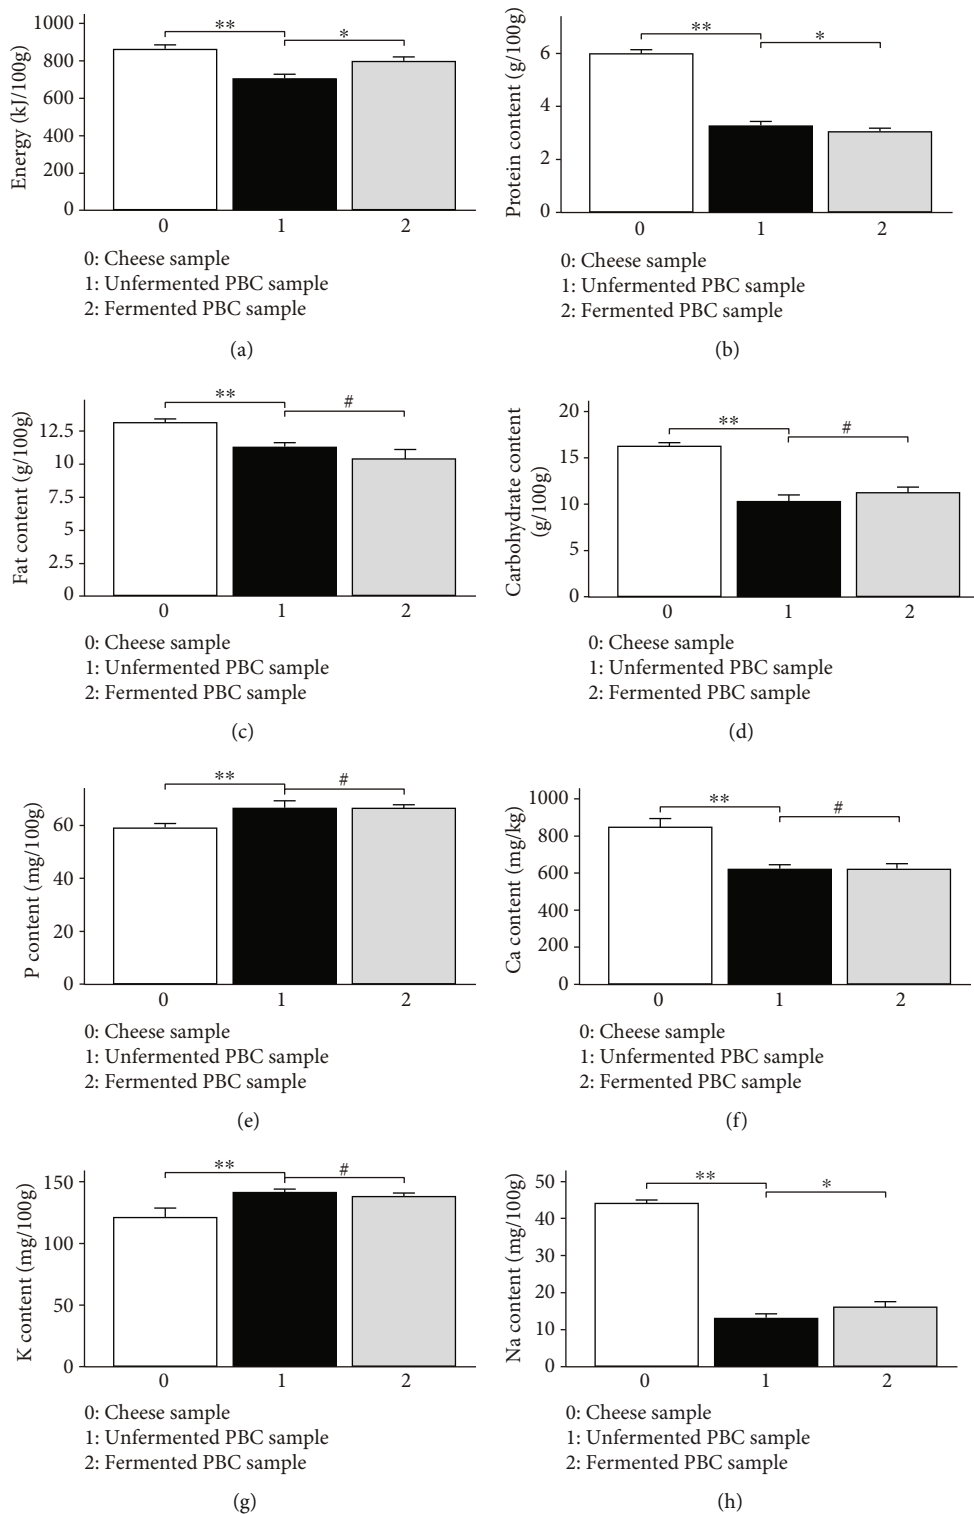 1000
800
600
400
200
0
Energy (kJ/100g)
**
*
0 1 2
0: Cheese sample
1: Unfermented PBC sample
2: Fermented PBC sample
(a)
6
4
2
0
Protein content (g/100g)
**
*
0 1 2
0: Cheese sample
1: Unfermented PBC sample
2: Fermented PBC sample
(b)
12.5
10
7.5
5
2.5
0
Fat content (g/100g)
**
#
0 1 2
0: Cheese sample
1: Unfermented PBC sample
2: Fermented PBC sample
(c)
20
15
10
5
0
Carbohydrate content
(g/100g)
**
#
0 1 2
0: Cheese sample
1: Unfermented PBC sample
2: Fermented PBC sample
(d)
60
40
20
0
P content (mg/100g)
**
#
0 1 2
0: Cheese sample
1: Unfermented PBC sample
2: Fermented PBC sample
(e)
1000
800
600
400
200
0
Ca content (mg/kg)
**
#
0 1 2
0: Cheese sample
1: Unfermented PBC sample
2: Fermented PBC sample
(f)
150
100
50
0
K content (mg/100g)
**
#
0 1 2
0: Cheese sample
1: Unfermented PBC sample
2: Fermented PBC sample
(g)
50
40
30
20
10
0
Na content (mg/100g)
**
*
0 1 2
0: Cheese sample
1: Unfermented PBC sample
2: Fermented PBC sample
(h)